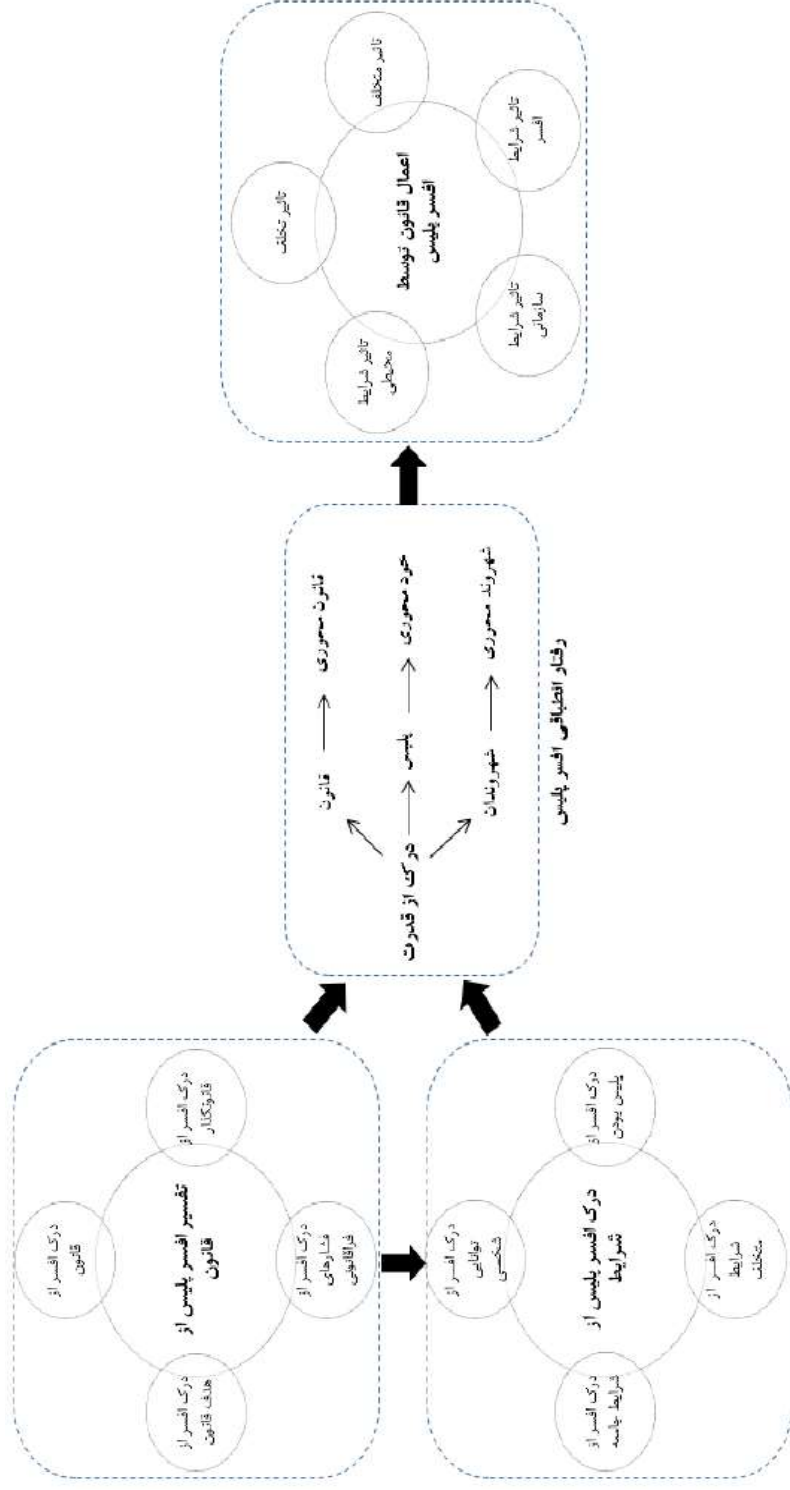 درک افسر از
قانون
درک افسر از
قانونگذار
تفسیر افسر پلیس از
قانون
درک افسر از
هدف قانون
درک افسر از
فشارهای
فراقانونی
درک افسر از
توانایی
شخصی
درک افسر از
پلیس بودن
درک افسر پلیس از
شرایط
درک افسر از
شرایط جامعه
درک افسر از
شرایط
متخلف
درک از قدرت
قانون
قانون محوری
پلیس
خود محوری
شهروندان
شهروند محوری
رفتار انطباقی افسر پلیس
تاثیر تخلف
تاثیر متخلف
تاثیر شرایط
محیطی
اعمال قانون توسط
افسر پلیس
تاثیر شرایط
سازمانی
تاثیر شرایط
افسر